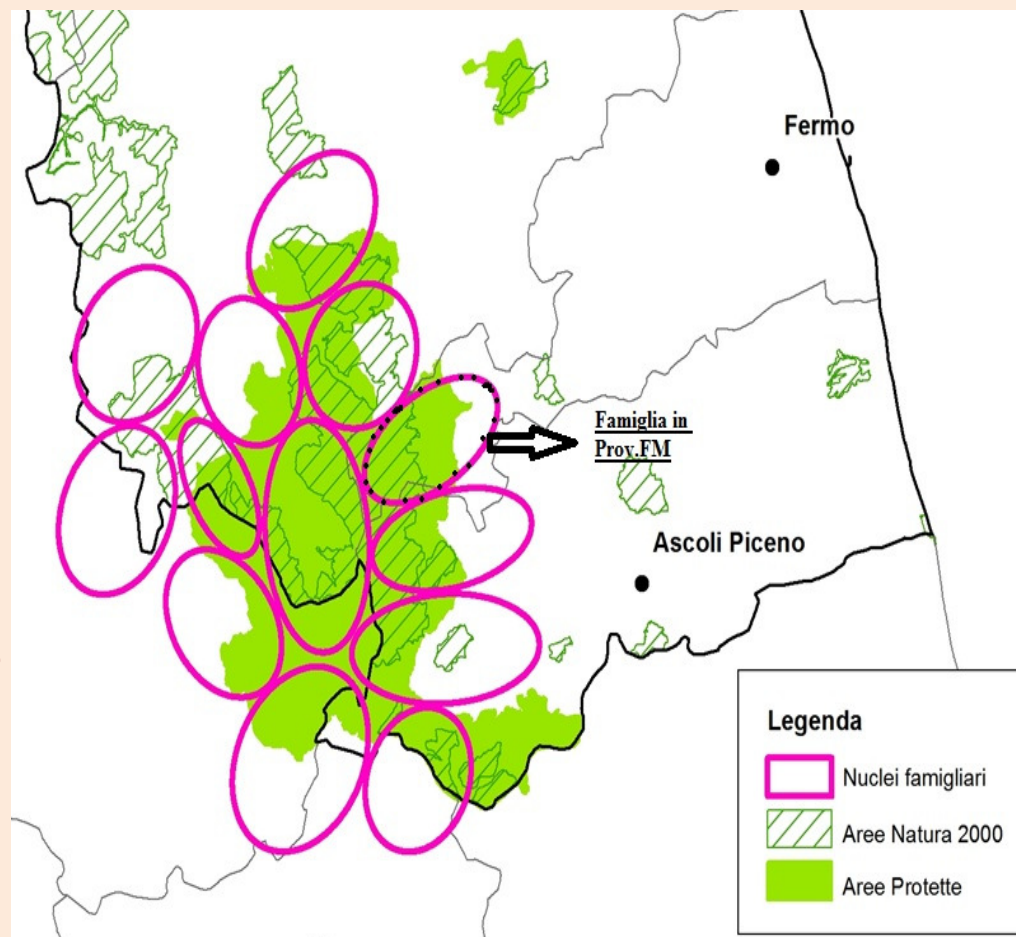 Fermo
Famiglia in
Prov.FM
Ascoli Piceno
Legenda
Nuclei famigliari
Aree Natura 2000
Aree Protette